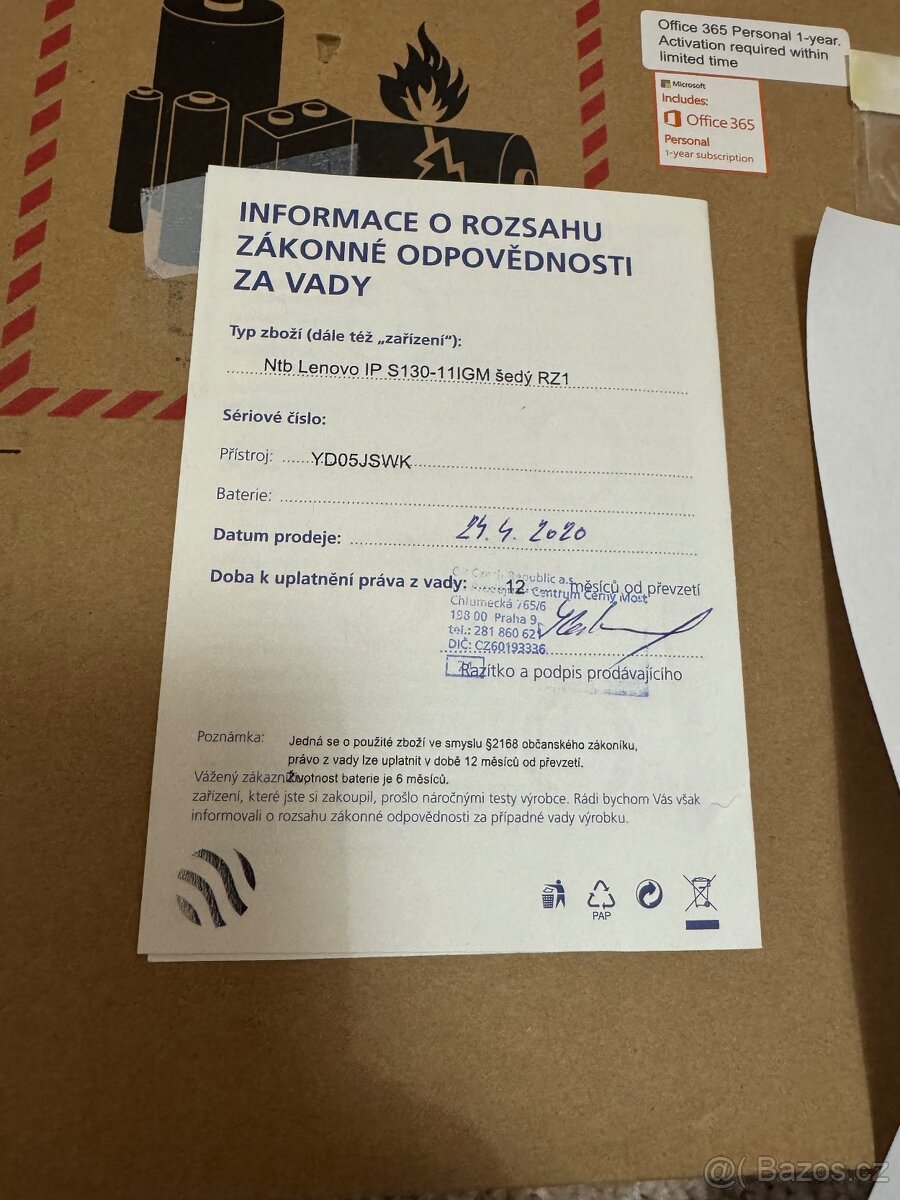 Office 365 Personal 1-year.
Activation required within
limited time
Microsoft
Includes:
Office 365
Personal
1-year subscription
INFORMACE O ROZSAHU
ZÁKONNÉ ODPOVĚDNOSTI
ZA VADY
Typ zboží (dále též „zařízení“):
Ntb Lenovo IP S130-11IGM šedý RZ1
Sériové číslo:
Přístroj: YD05JSWK
Baterie:
Datum prodeje: 24. 4. 2020
Doba k uplatnění práva z vady: 12 měsíců od převzetí
Czech Republic a.s.
Centrum Černý Most
Chlumecká 765/6
198 00 Praha 9
tel.: 281 860 62
DIČ: CZ60193336
Razítko a podpis prodávajícího
Poznámka: Jedná se o použité zboží ve smyslu §2168 občanského zákoníku,
právo z vady lze uplatnit v době 12 měsíců od převzetí.
Životnost baterie je 6 měsíců.
Vážený
zařízení, které jste si zakoupil, prošlo náročnými testy výrobce. Rádi bychom Vás však
informovali o rozsahu zákonné odpovědnosti za případné vady výrobku.
PAP
@( Bazos.cz